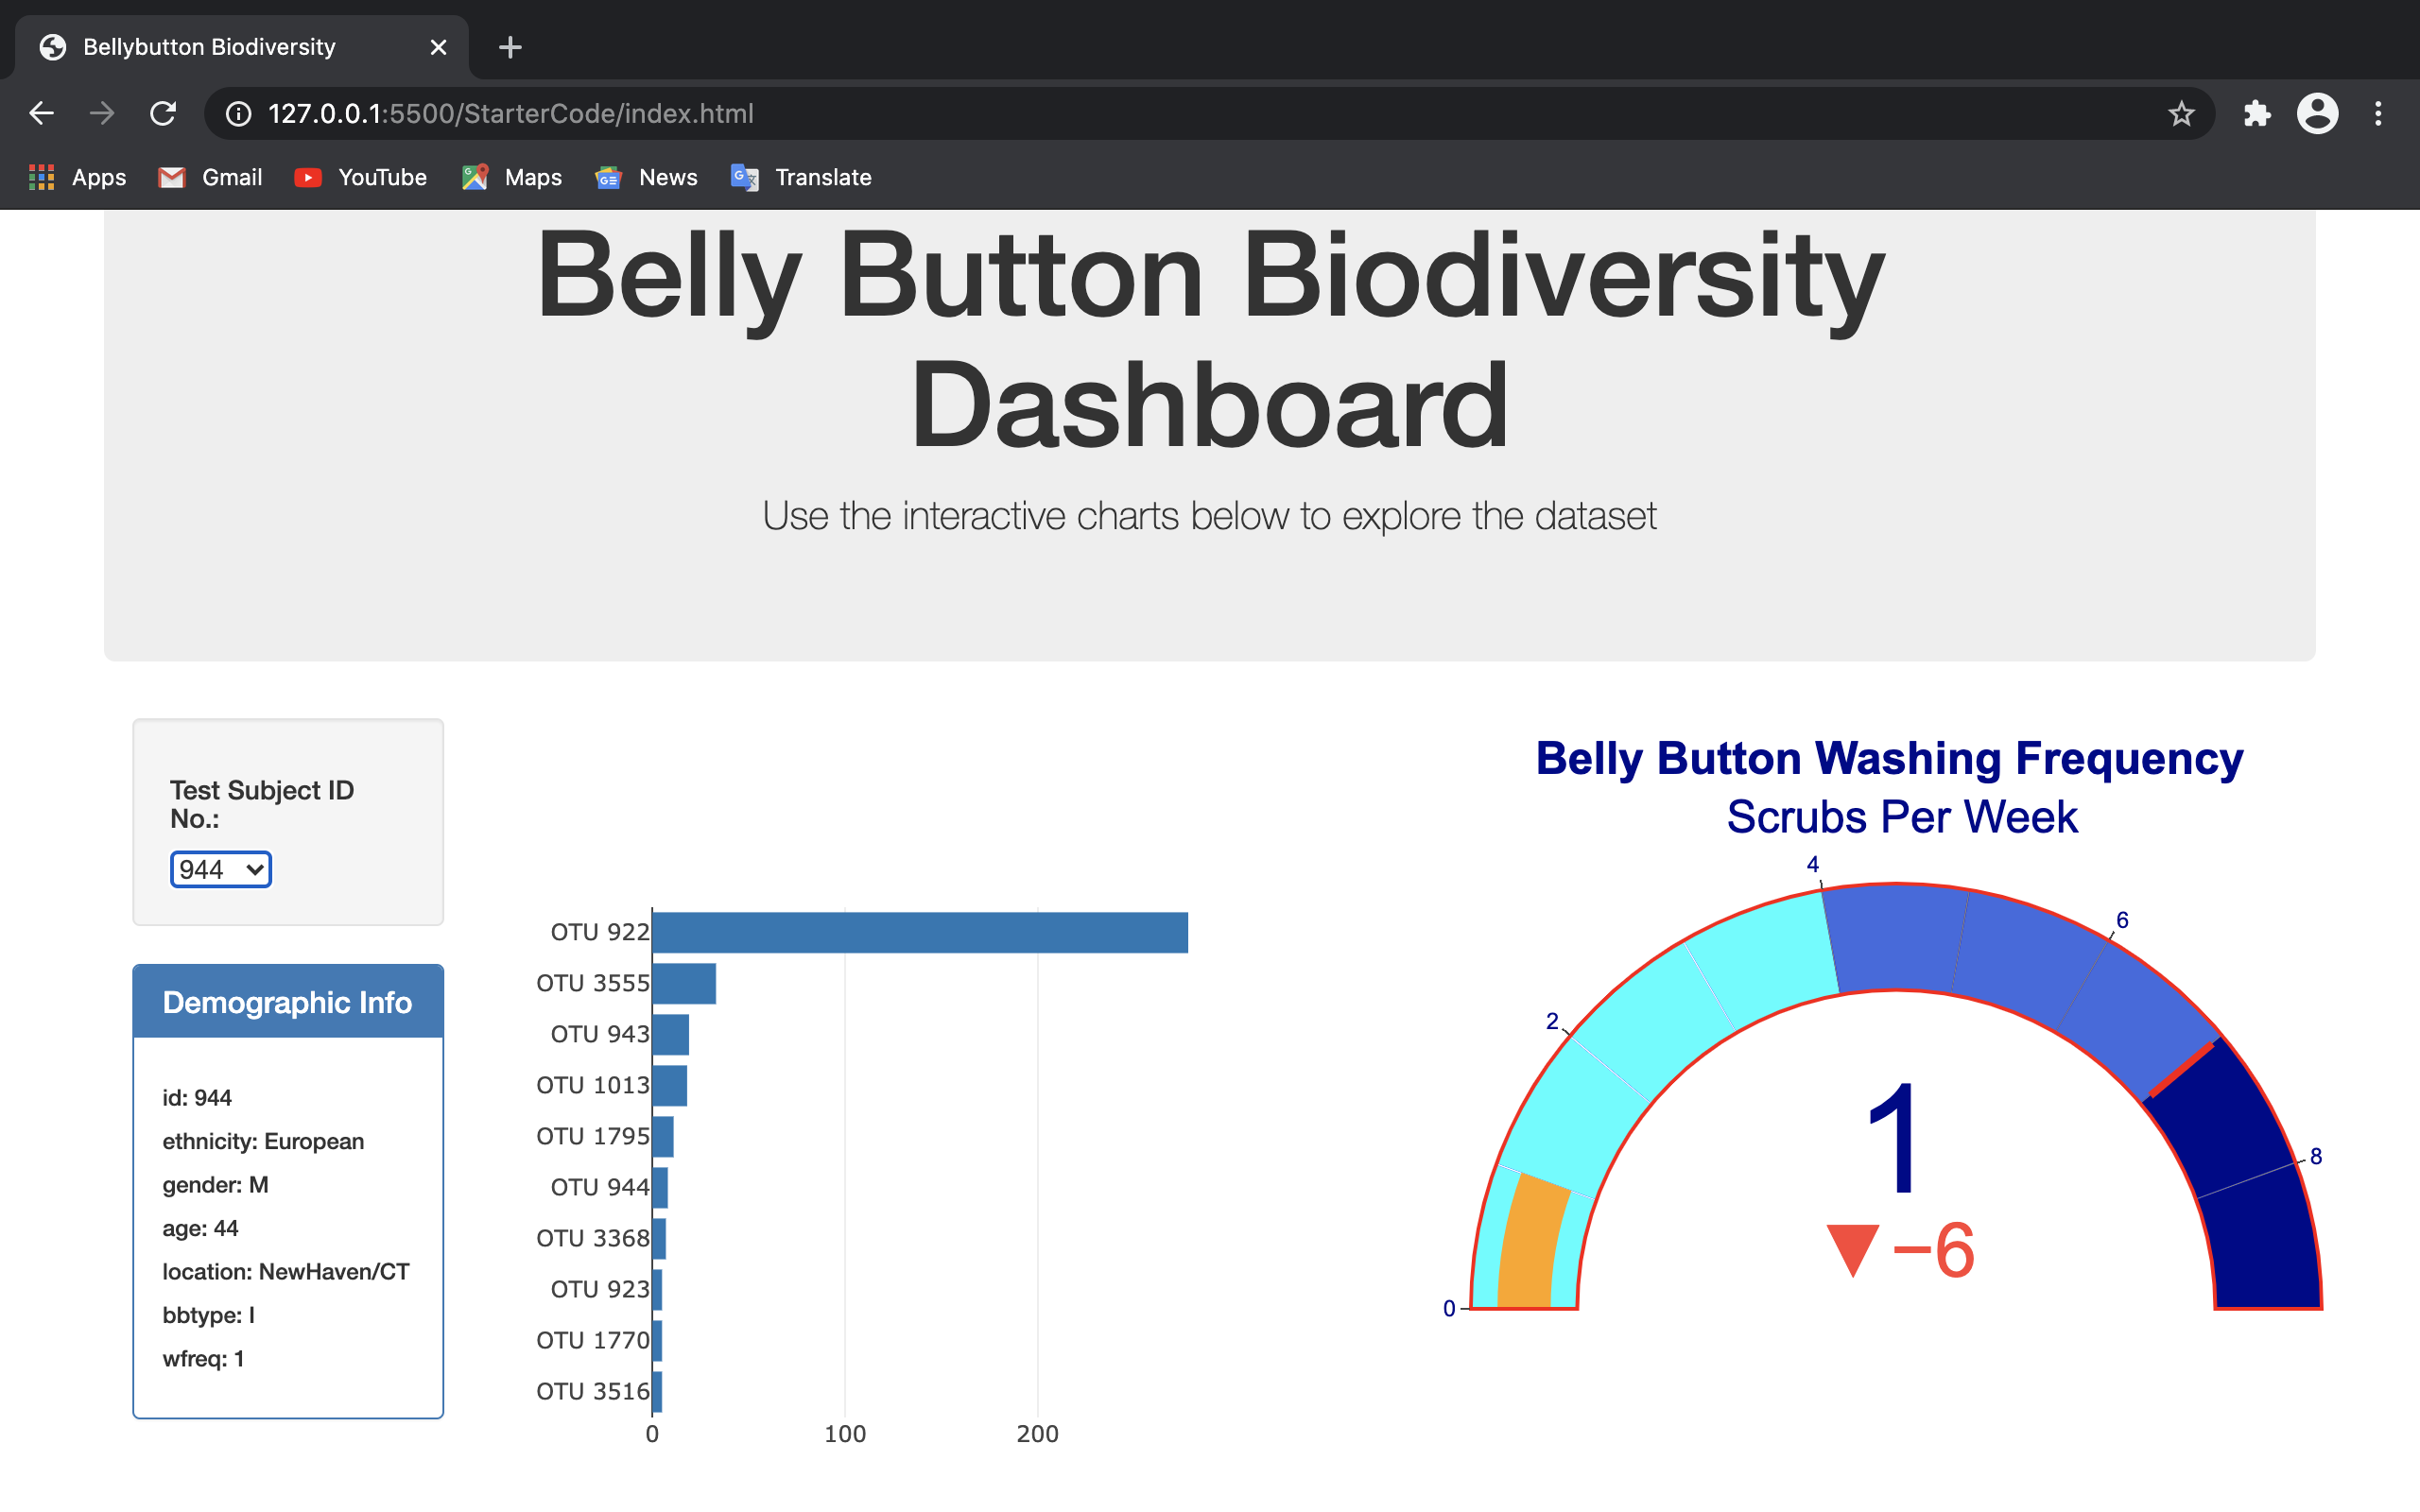 Bellybutton Biodiversity
127.0.0.1:5500/StarterCode/index.html
Apps Gmail YouTube Maps News Translate
Belly Button Biodiversity
Dashboard
Use the interactive charts below to explore the dataset
Test Subject ID
No.:
944
Demographic Info
id: 944
ethnicity: European
gender: M
age: 44
location: NewHaven/CT
bbtype: I
wfreq: 1
OTU 922
OTU 3555
OTU 943
OTU 1013
OTU 1795
OTU 944
OTU 3368
OTU 923
OTU 1770
OTU 3516
0 100 200
Belly Button Washing Frequency
Scrubs Per Week
0
2
4
6
8
1
▼−6